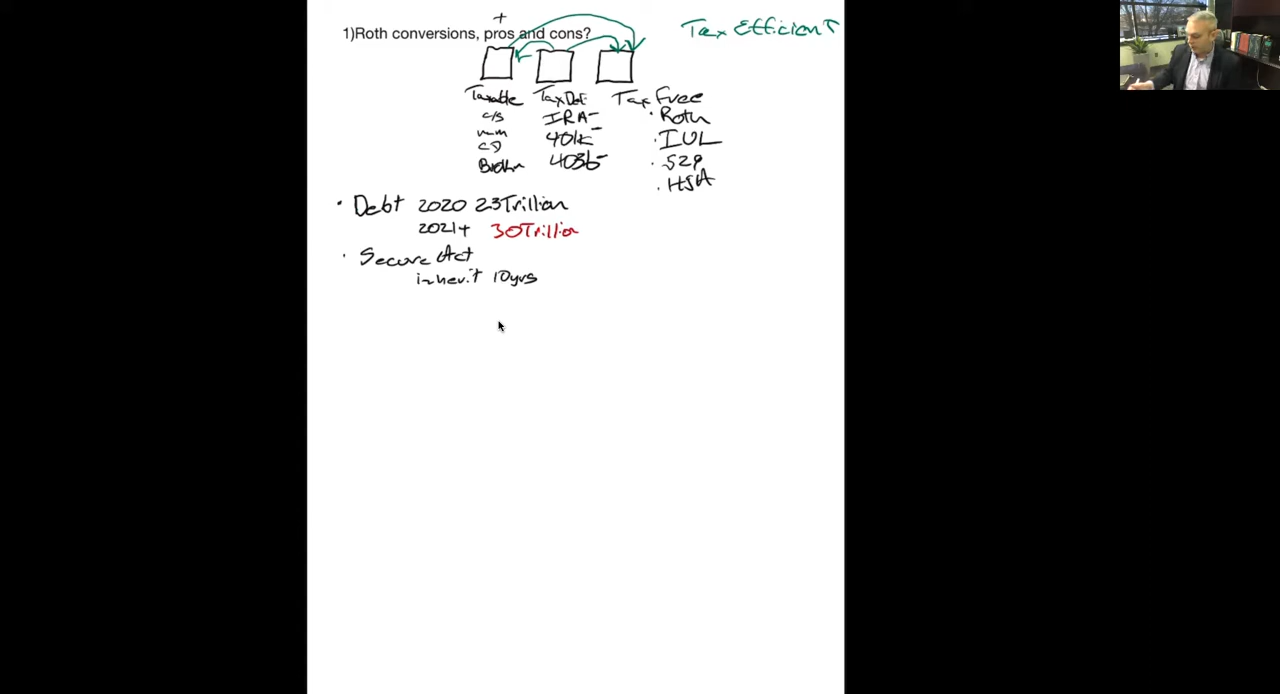 +
1)Roth conversions, pros and cons?
Tax Efficient
Taxable Tax Def. Tax Free
c/s IRA · Roth
mm 401K · IUL
CD 403b · 529
· HSA
· Debt 2020 23Trillion
2021+ 30Trillion
· Secure Act
inherit 10yrs